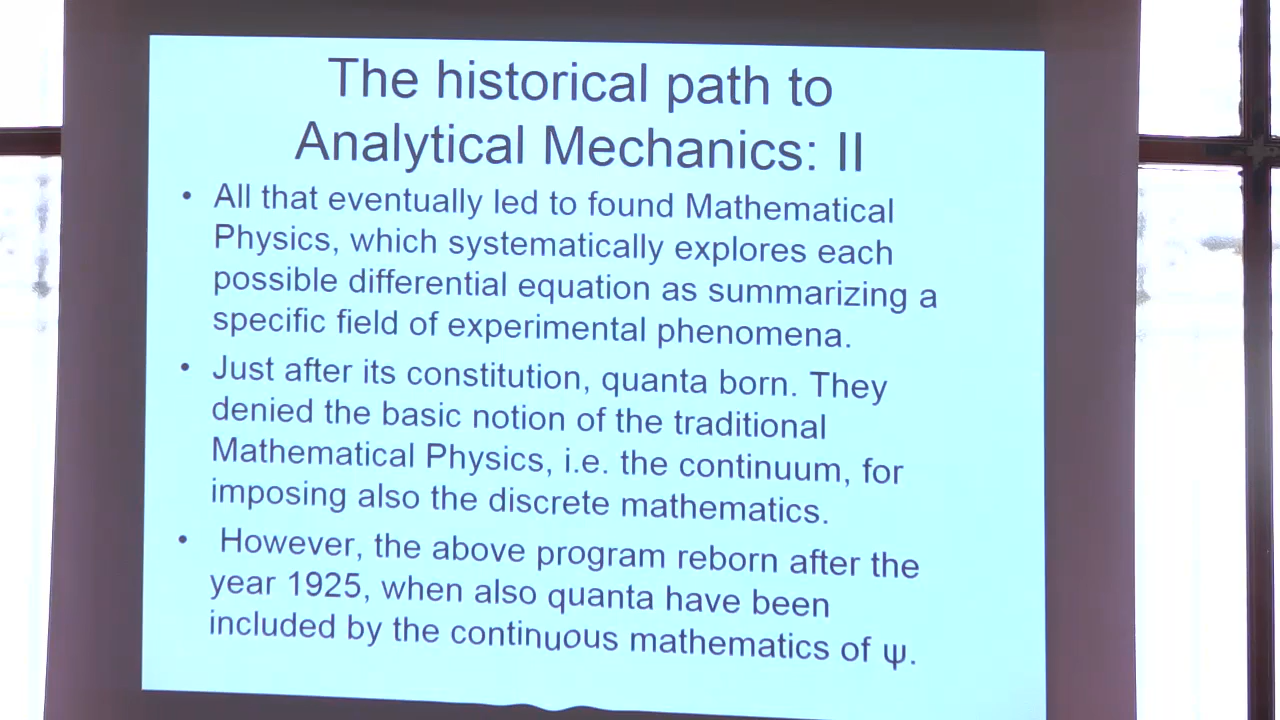 The historical path to
Analytical Mechanics: II
• All that eventually led to found Mathematical
Physics, which systematically explores each
possible differential equation as summarizing a
specific field of experimental phenomena.
• Just after its constitution, quanta born. They
denied the basic notion of the traditional
Mathematical Physics, i.e. the continuum, for
imposing also the discrete mathematics.
• However, the above program reborn after the
year 1925, when also quanta have been
included by the continuous mathematics of ψ.